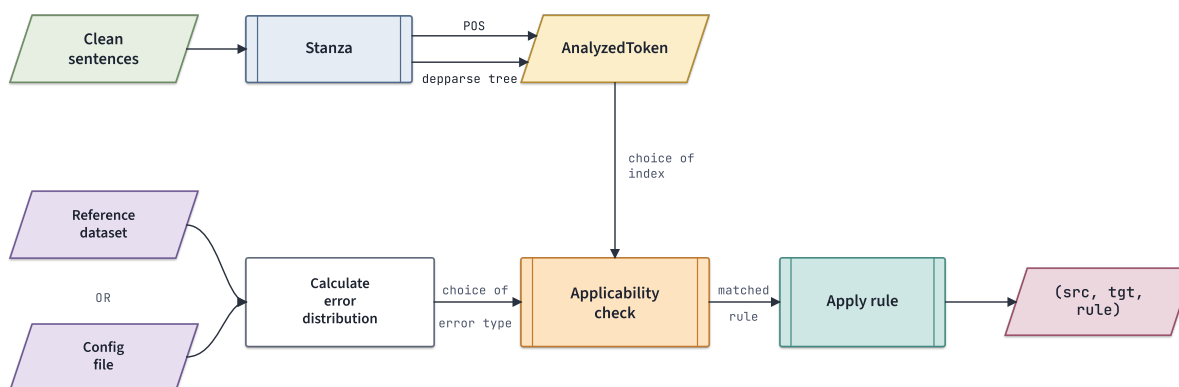 Clean
sentences
Stanza
POS
depparse tree
AnalyzedToken
choice of
index
Reference
dataset
OR
Config
file
Calculate
error
distribution
choice of
error type
Applicability
check
matched
rule
Apply rule
(src, tgt,
rule)